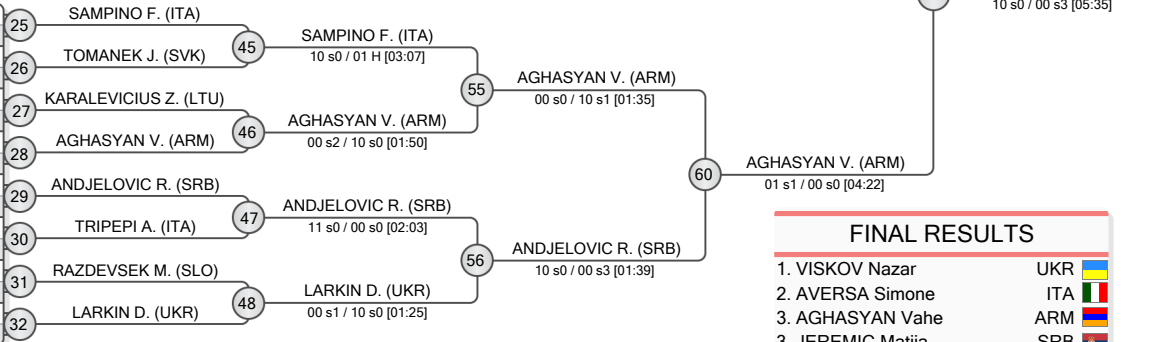 10 s0 / 00 s3 [05:35]
SAMPINO F. (ITA)
25
TOMANEK J. (SVK)
26
45
SAMPINO F. (ITA)
10 s0 / 01 H [03:07]
KARALEVICIUS Z. (LTU)
27
AGHASYAN V. (ARM)
28
46
AGHASYAN V. (ARM)
00 s2 / 10 s0 [01:50]
55
AGHASYAN V. (ARM)
00 s0 / 10 s1 [01:35]
ANDJELOVIC R. (SRB)
29
TRIPEPI A. (ITA)
30
47
ANDJELOVIC R. (SRB)
11 s0 / 00 s0 [02:03]
RAZDEVSEK M. (SLO)
31
LARKIN D. (UKR)
32
48
LARKIN D. (UKR)
00 s1 / 10 s0 [01:25]
56
ANDJELOVIC R. (SRB)
10 s0 / 00 s3 [01:39]
60
AGHASYAN V. (ARM)
01 s1 / 00 s0 [04:22]
FINAL RESULTS
1. VISKOV Nazar UKR
2. AVERSA Simone ITA
3. AGHASYAN Vahe ARM
3. JEREMIC Matija SRB